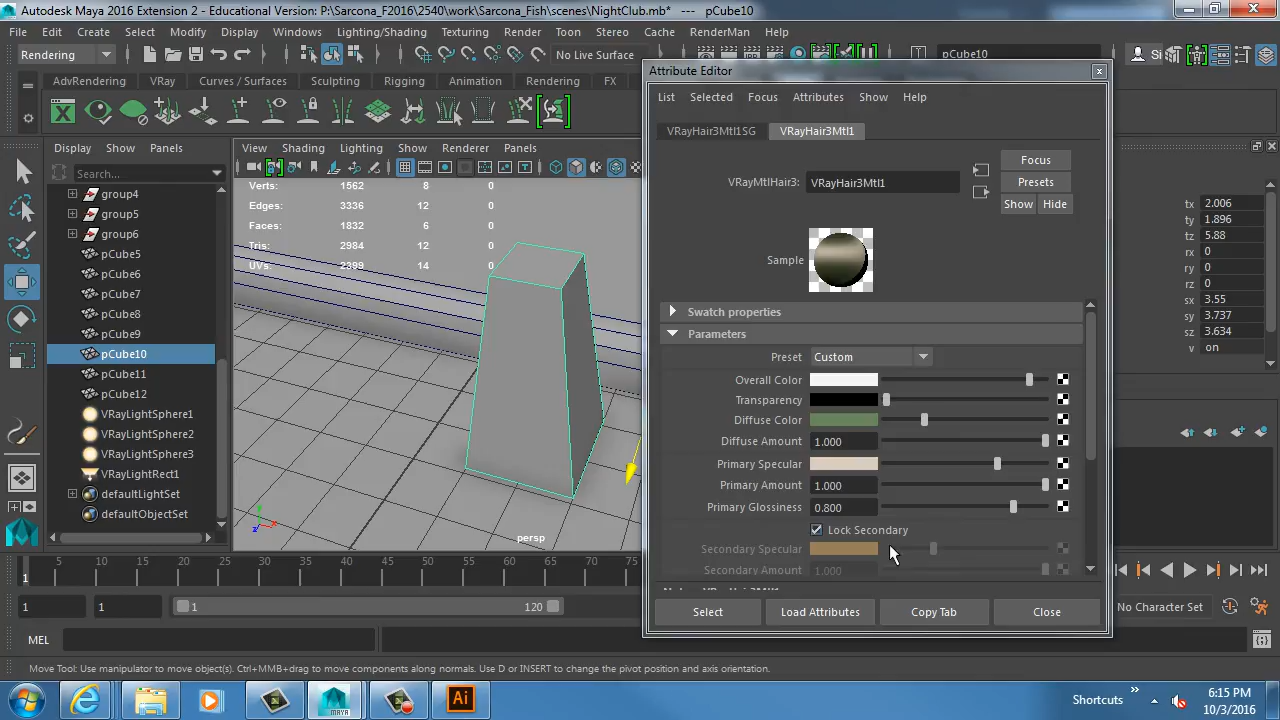 Autodesk Maya 2016 Extension 2 - Educational Version: P:\Sarcona_F2016\2540\work\Sarcona_Fish\scenes\NightClub.mb* --- pCube10
File Edit Create Select Modify Display Windows Lighting/Shading Texturing Render Toon Stereo Cache RenderMan Help
Rendering
No Live Surface
pCube10
Si
AdvRendering VRay Curves / Surfaces Sculpting Rigging Animation Rendering FX
Display Show Panels
View Shading Lighting Show Renderer Panels
Search...
group4
group5
group6
pCube5
pCube6
pCube7
pCube8
pCube9
pCube10
pCube11
pCube12
VRayLightSphere1
VRayLightSphere2
VRayLightSphere3
VRayLightRect1
defaultLightSet
defaultObjectSet
Verts: 1562 8 0
Edges: 3336 12 0
Faces: 1832 6 0
Tris: 2984 12 0
UVs: 2399 14 0
persp
y
x
z
Attribute Editor
List Selected Focus Attributes Show Help
VRayHair3Mtl1SG VRayHair3Mtl1
VRayMtlHair3: VRayHair3Mtl1
Focus
Presets
Show Hide
Sample
Swatch properties
Parameters
Preset Custom
Overall Color
Transparency
Diffuse Color
Diffuse Amount 1.000
Primary Specular
Primary Amount 1.000
Primary Glossiness 0.800
Lock Secondary
Secondary Specular
Secondary Amount 1.000
Select Load Attributes Copy Tab Close
tx 2.006
ty 1.896
tz 5.88
rx 0
ry 0
rz 0
sx 3.55
sy 3.737
sz 3.634
v on
1 5 10 15 20 25 30 35 40 45 50 55 60
1 1 1 120
No Character Set
MEL
Move Tool: Use manipulator to move object(s). Ctrl+MMB+drag to move components along normals. Use D or INSERT to change the pivot position and axis orientation.
MAYA
Ai
Shortcuts
6:15 PM
10/3/2016